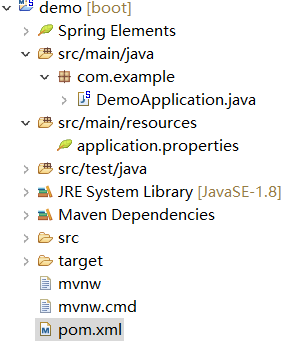 demo [boot]
Spring Elements
src/main/java
com.example
DemoApplication.java
src/main/resources
application.properties
src/test/java
JRE System Library [JavaSE-1.8]
Maven Dependencies
src
target
mvnw
mvnw.cmd
pom.xml